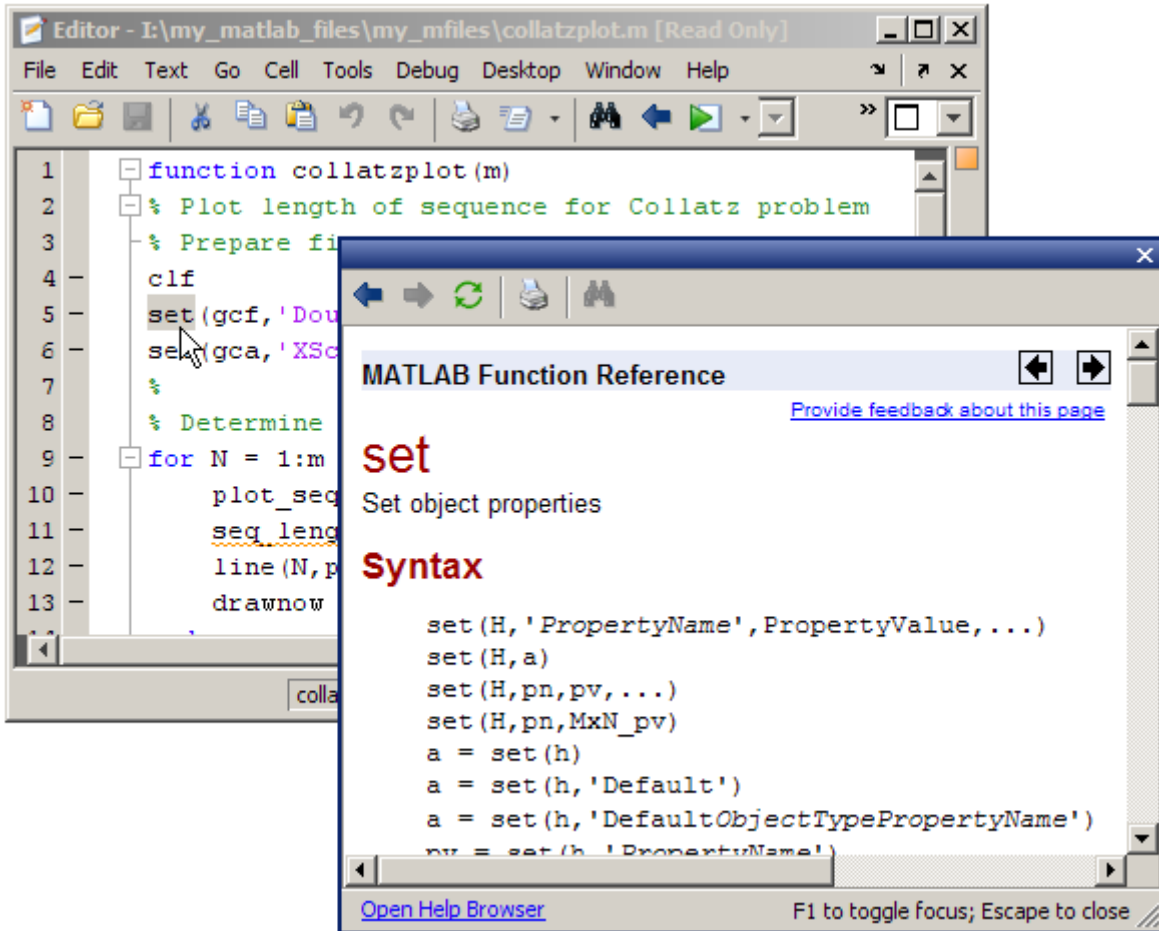 Editor - I:\my_matlab_files\my_mfiles\collatzplot.m [Read Only]
File Edit Text Go Cell Tools Debug Desktop Window Help
1 function collatzplot(m)
2 % Plot length of sequence for Collatz problem
3 % Prepare fi
4 – clf
5 – set(gcf,'Dou
6 – set(gca,'XSc
7 %
8 % Determine
9 – for N = 1:m
10 – plot_seq
11 – seq_leng
12 – line(N,p
13 – drawnow
colla
MATLAB Function Reference
Provide feedback about this page
set
Set object properties
Syntax
set(H,'PropertyName',PropertyValue,...)
set(H,a)
set(H,pn,pv,...)
set(H,pn,MxN_pv)
a = set(h)
a = set(h,'Default')
a = set(h,'DefaultObjectTypePropertyName')
pv = set(h,'PropertyName')
Open Help Browser F1 to toggle focus; Escape to close